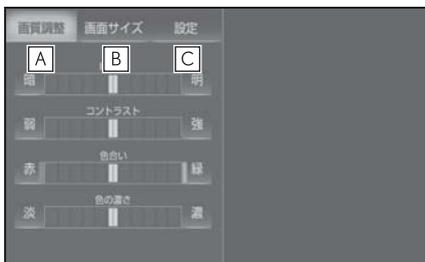 画質調整 画面サイズ 設定
A B C
暗 明
コントラスト
弱 強
色合い
赤 緑
色の濃さ
淡 濃